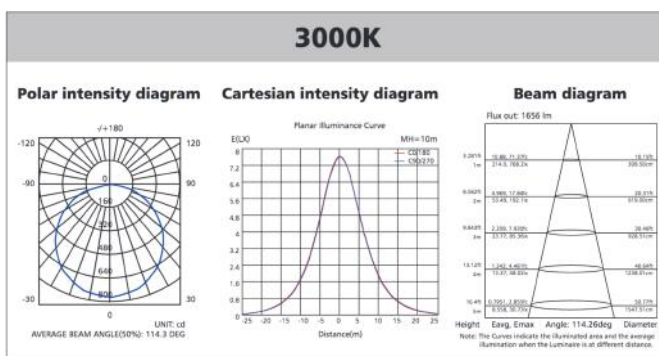 3000K
Polar intensity diagram
Cartesian intensity diagram
Beam diagram
-/+180
-120
120
-90
90
-30
30
0
0
160
320
480
640
800
UNIT: cd
AVERAGE BEAM ANGLE(50%): 114.3 DEG
Planar Illuminance Curve
E(LX)
MH=10m
C0/180
C90/270
8
7.2
6.4
4.8
4
2.2
1.6
0.8
0
-25 -20 -15 -10 -5 0 5 10 15 20 25
Distance(m)
Flux out: 1656 lm
1m
2m
3m
4m
5m
Height Eavg, Emax Angle: 114.26deg Diameter
Note: The Curves indicate the illuminated area and the average
illumination when the Luminaire is at different distance.